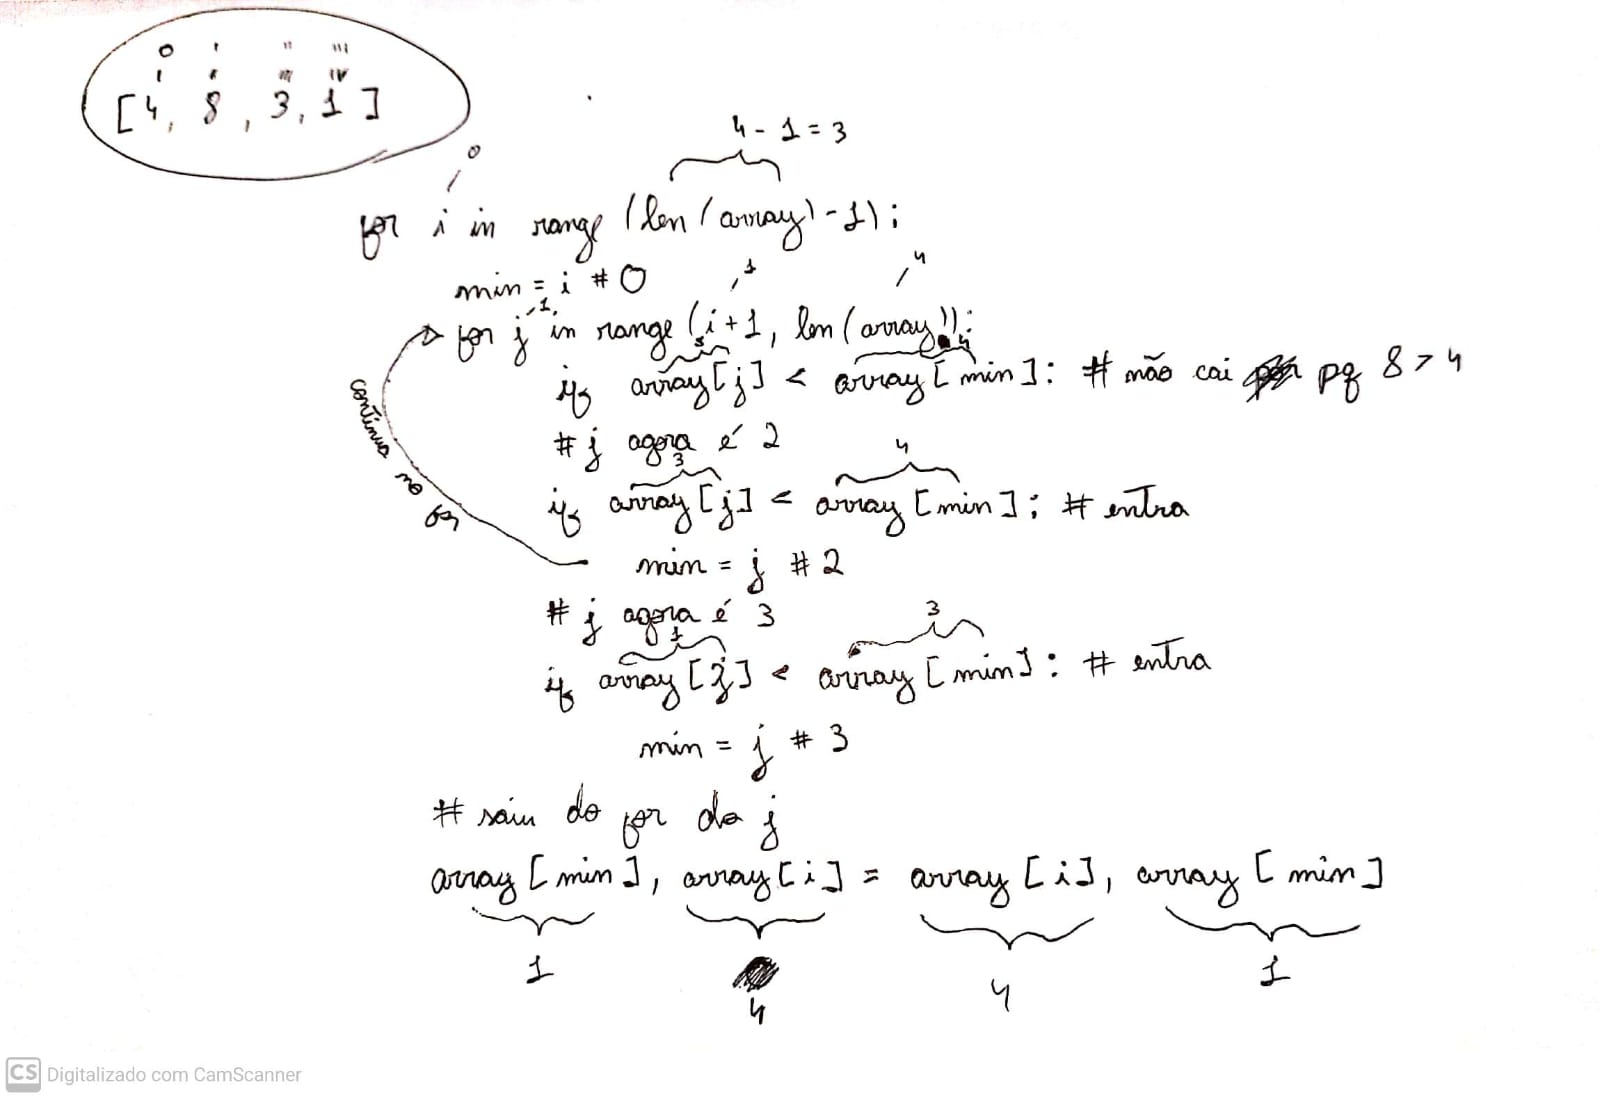 0 I II III
I II III IV
[4, 8, 3, 1]
4 - 1 = 3
0
for i in range (len (array) - 1):
1 4
min = i # 0
1
for j in range (i + 1, len (array)):
4
if array [j] < array [min]: # não cai pq 8 > 4
# j agora é 2
3 4
if array [j] < array [min]: # entra
continua no for
min = j # 2
# j agora é 3
1 3
if array [j] < array [min]: # entra
min = j # 3
# saiu do for do j
array [min], array [i] = array [i], array [min]
1 4 4 1
CS Digitalizado com CamScanner